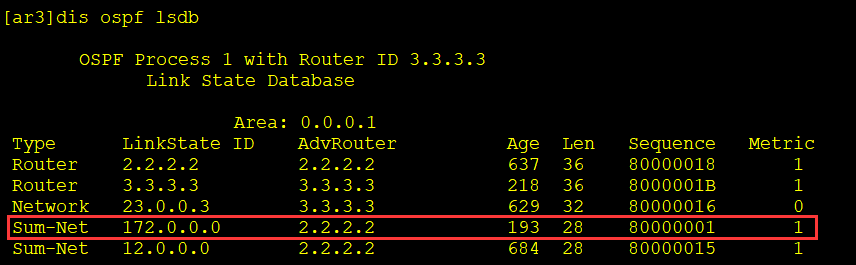 [ar3]dis ospf lsdb
OSPF Process 1 with Router ID 3.3.3.3
Link State Database
Area: 0.0.0.1
Type LinkState ID AdvRouter Age Len Sequence Metric
Router 2.2.2.2 2.2.2.2 637 36 80000018 1
Router 3.3.3.3 3.3.3.3 218 36 8000001B 1
Network 23.0.0.3 3.3.3.3 629 32 80000016 0
Sum-Net 172.0.0.0 2.2.2.2 193 28 80000001 1
Sum-Net 12.0.0.0 2.2.2.2 684 28 80000015 1